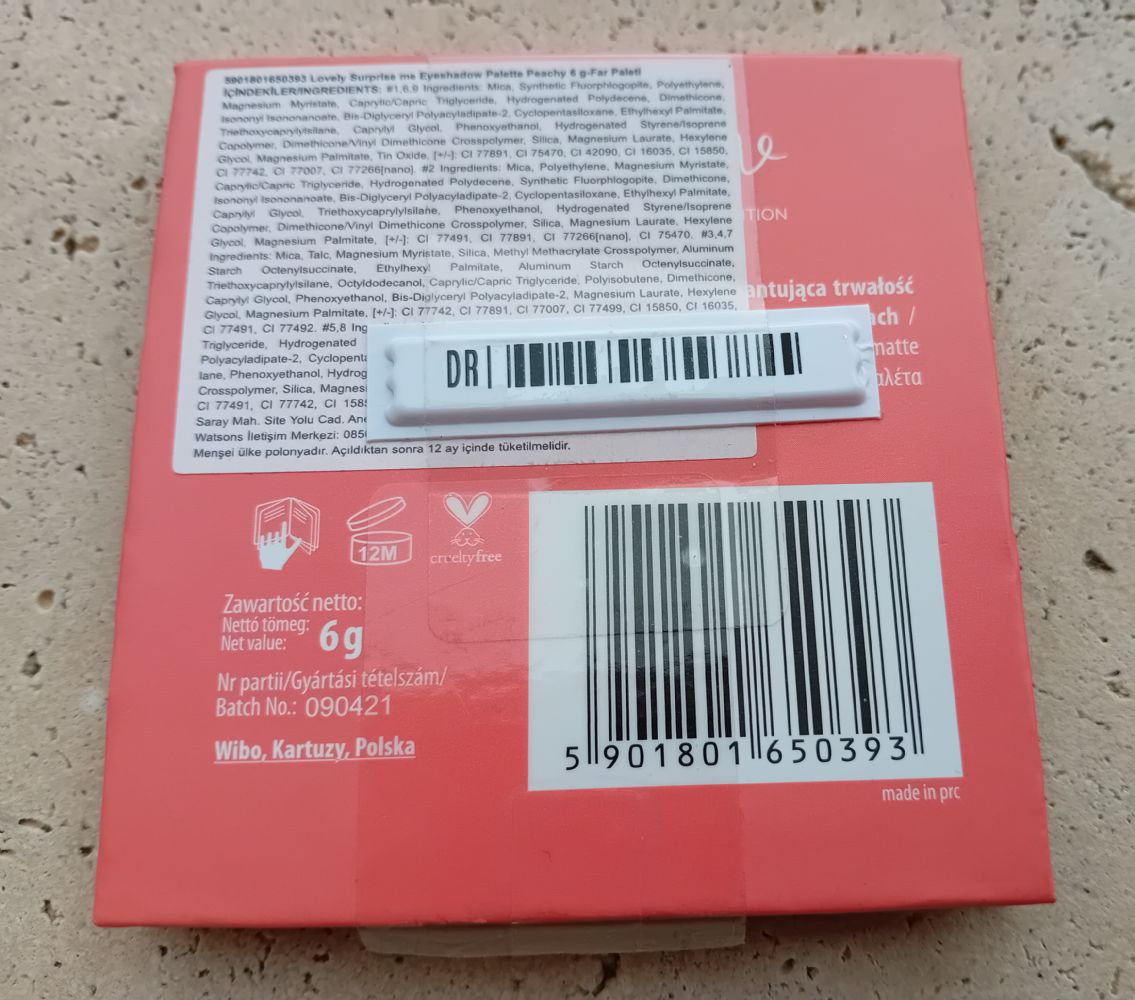 5901801650393 Lovely Surprise me Eyeshadow Palette Peachy 6 g-Far Paleti
İÇİNDEKİLER/INGREDIENTS: #1,6,9 Ingredients: Mica, Synthetic Fluorphlogopite, Polyethylene,
Magnesium Myristate, Caprylic/Capric Triglyceride, Hydrogenated Polydecene, Dimethicone,
Isononyl Isononanoate, Bis-Diglyceryl Polyacyladipate-2, Cyclopentasiloxane, Ethylhexyl Palmitate,
Triethoxycaprylylsilane, Caprylyl Glycol, Phenoxyethanol, Hydrogenated Styrene/Isoprene
Copolymer, Dimethicone/Vinyl Dimethicone Crosspolymer, Silica, Magnesium Laurate, Hexylene
Glycol, Magnesium Palmitate, Tin Oxide, [+/-]: CI 77891, CI 75470, CI 42090, CI 16035, CI 15850,
CI 77742, CI 77007, CI 77266[nano]. #2 Ingredients: Mica, Polyethylene, Magnesium Myristate,
Caprylic/Capric Triglyceride, Hydrogenated Polydecene, Synthetic Fluorphlogopite, Dimethicone,
Isononyl Isononanoate, Bis-Diglyceryl Polyacyladipate-2, Cyclopentasiloxane, Ethylhexyl Palmitate,
Caprylyl Glycol, Triethoxycaprylylsilane, Phenoxyethanol, Hydrogenated Styrene/Isoprene
Copolymer, Dimethicone/Vinyl Dimethicone Crosspolymer, Silica, Magnesium Laurate, Hexylene
Glycol, Magnesium Palmitate, [+/-]: CI 77491, CI 77891, CI 77266[nano], CI 75470. #3,4,7
Ingredients: Mica, Talc, Magnesium Myristate, Silica, Methyl Methacrylate Crosspolymer, Aluminum
Starch Octenylsuccinate, Ethylhexyl Palmitate, Aluminum Starch Octenylsuccinate,
Triethoxycaprylylsilane, Octyldodecanol, Caprylic/Capric Triglyceride, Polyisobutene, Dimethicone,
Caprylyl Glycol, Phenoxyethanol, Bis-Diglyceryl Polyacyladipate-2, Magnesium Laurate, Hexylene
Glycol, Magnesium Palmitate, [+/-]: CI 77742, CI 77891, CI 77007, CI 77499, CI 15850, CI 16035,
CI 77491, CI 77492. #5,8 Ing
Triglyceride, Hydrogenated
Polyacyladipate-2, Cyclopenta
lane, Phenoxyethanol, Hydrog
Crosspolymer, Silica, Magnesi
CI 77491, CI 77742, CI 158
Saray Mah. Site Yolu Cad. An
Watsons İletişim Merkezi: 085
Menşei ülke polonyadır. Açıldıktan sonra 12 ay içinde tüketilmelidir.
TION
antująca trwałość
ach /
matte
αλέτα
DR
12M
crueltyfree
Zawartość netto:
Nettó tömeg:
Net value: 6 g
Nr partii/Gyártási tételszám/
Batch No.: 090421
Wibo, Kartuzy, Polska
5 901801 650393
made in prc